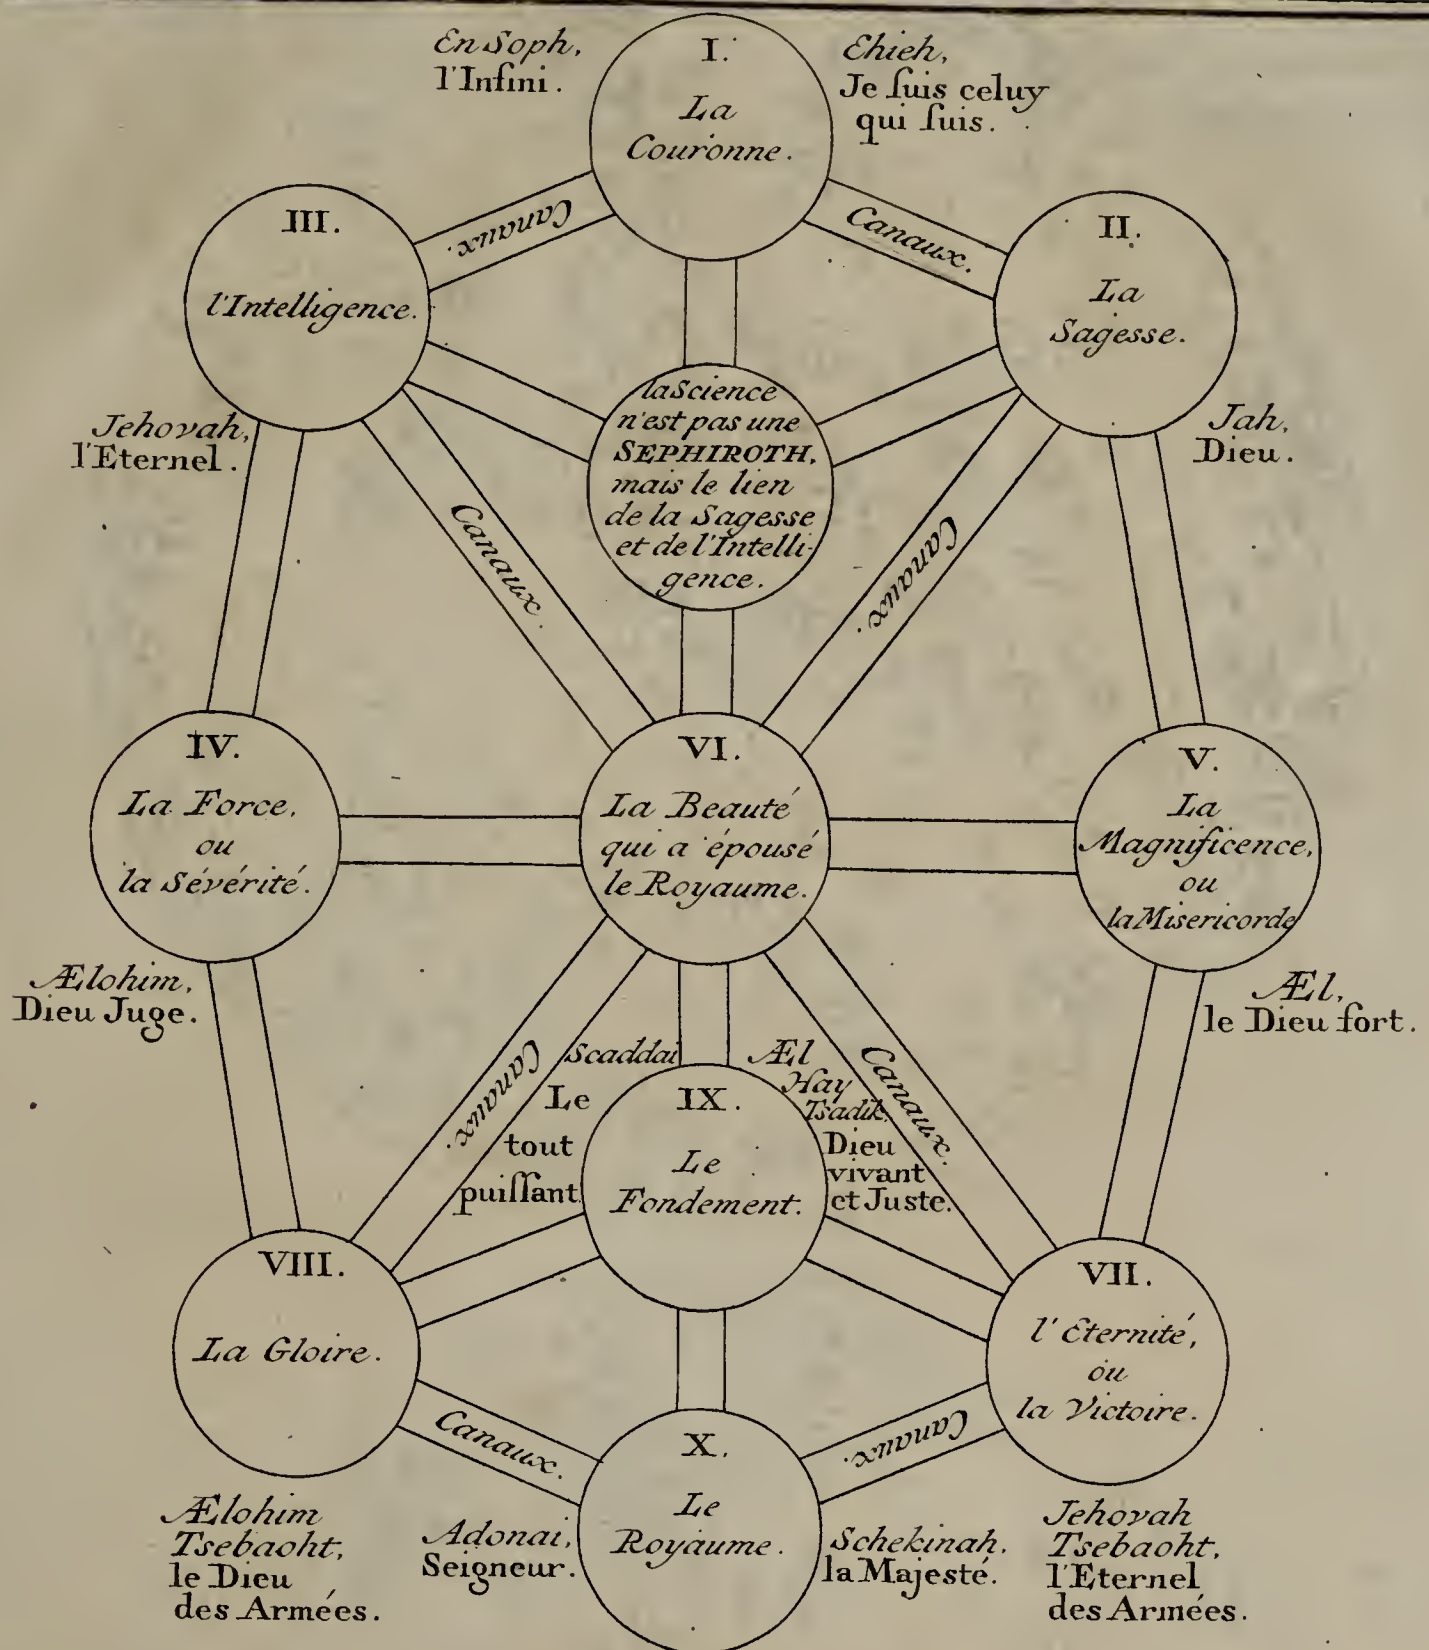 En Soph,
l'Infini.
I.
La
Couronne.
Ehieh,
Je ſuis celuy
qui ſuis.
Canaux.
Canaux.
III.
l'Intelligence.
II.
La
Sagesse.
la Science
n'est pas une
SEPHIROTH,
mais le lien
de la Sagesse
et de l'Intelli-
gence.
Jehovah,
l'Eternel.
Jah,
Dieu.
Canaux.
Canaux.
IV.
La Force,
ou
la Sévérité.
VI.
La Beauté
qui a épousé
le Royaume.
V.
La
Magnificence,
ou
la Misericorde
Ælohim,
Dieu Juge.
Æl,
le Dieu fort.
Canaux.
Scaddai
Le
tout
puiſſant
Æl
Hay
Tsadik,
Dieu
vivant
et Juste.
Canaux.
IX.
Le
Fondement.
VIII.
La Gloire.
VII.
l'Eternité,
ou
la Victoire.
Canaux.
Canaux.
X.
Le
Royaume.
Ælohim
Tsebaoht,
le Dieu
des Armées.
Adonai,
Seigneur.
Schekinah,
la Majesté.
Jehovah
Tsebaoht,
l'Eternel
des Armées.